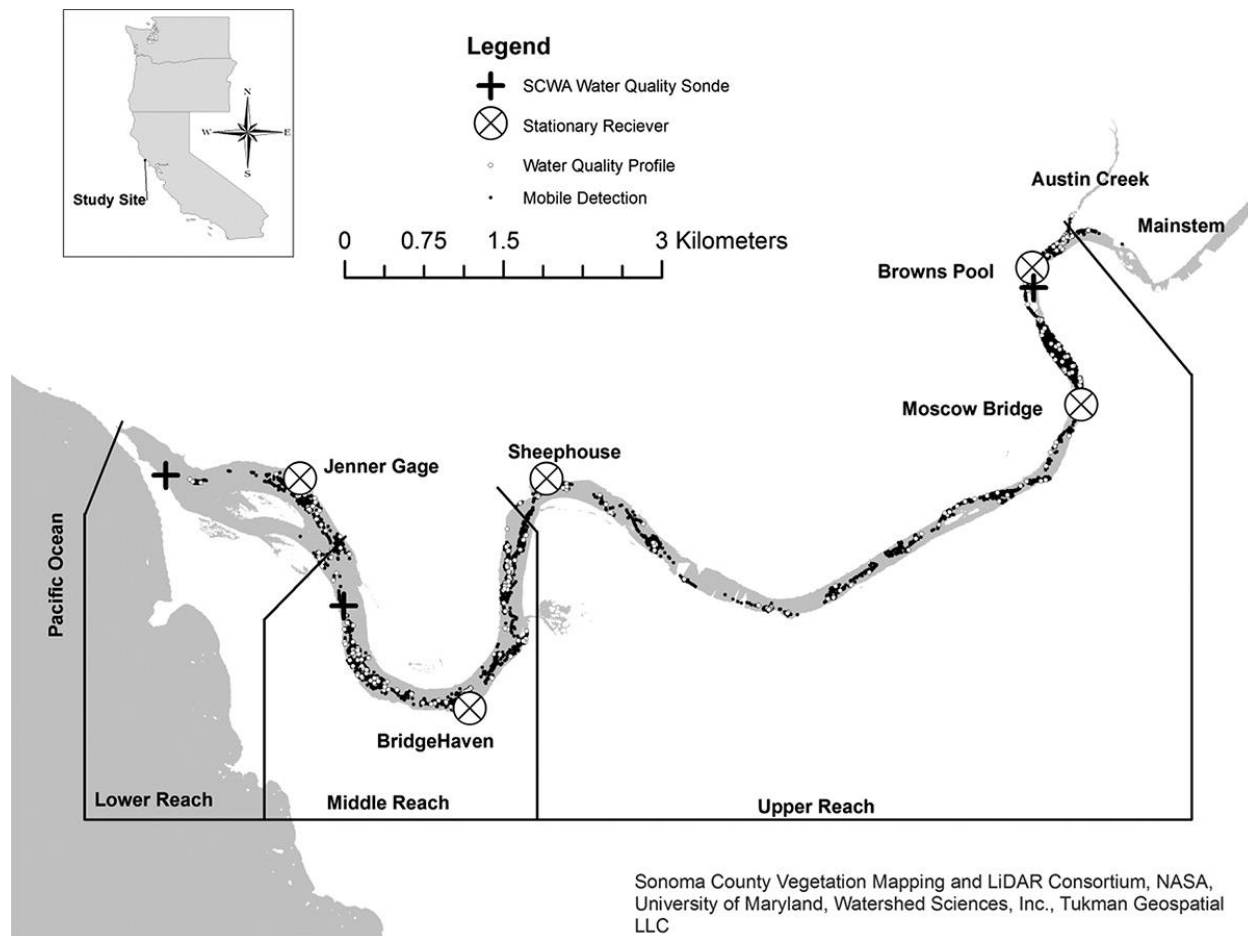 Legend
SCWA Water Quality Sonde
Stationary Reciever
Water Quality Profile
Mobile Detection
N
W
E
S
Study Site
0 0.75 1.5 3 Kilometers
Austin Creek
Mainstem
Browns Pool
Moscow Bridge
Sheephouse
Jenner Gage
Pacific Ocean
BridgeHaven
Lower Reach
Middle Reach
Upper Reach
Sonoma County Vegetation Mapping and LiDAR Consortium, NASA,
University of Maryland, Watershed Sciences, Inc., Tukman Geospatial
LLC